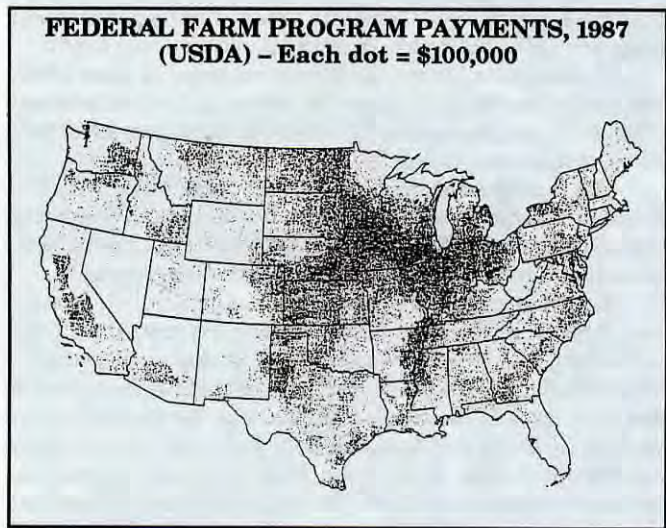 FEDERAL FARM PROGRAM PAYMENTS, 1987
(USDA) – Each dot = $100,000